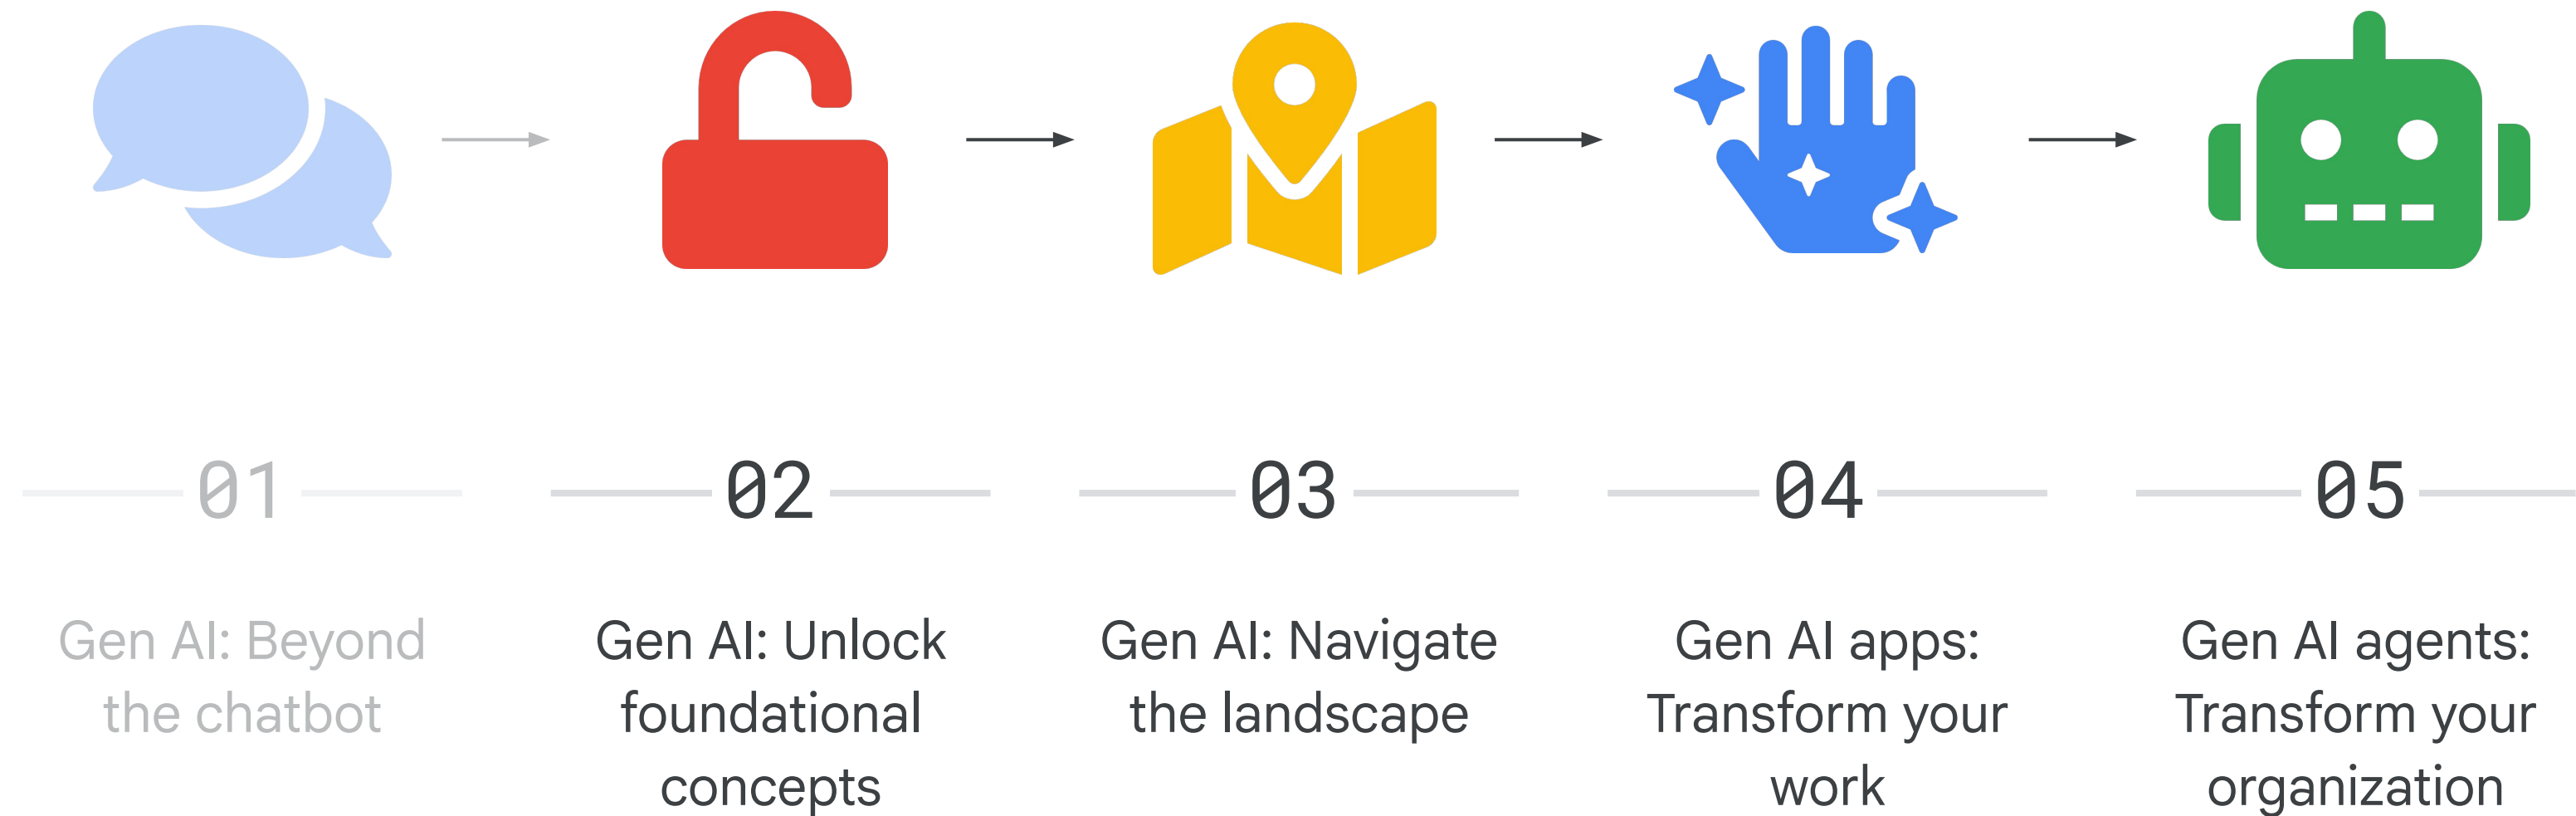 01
Gen AI: Beyond
the chatbot
02
Gen AI: Unlock
foundational
concepts
03
Gen AI: Navigate
the landscape
04
Gen AI apps:
Transform your
work
05
Gen AI agents:
Transform your
organization